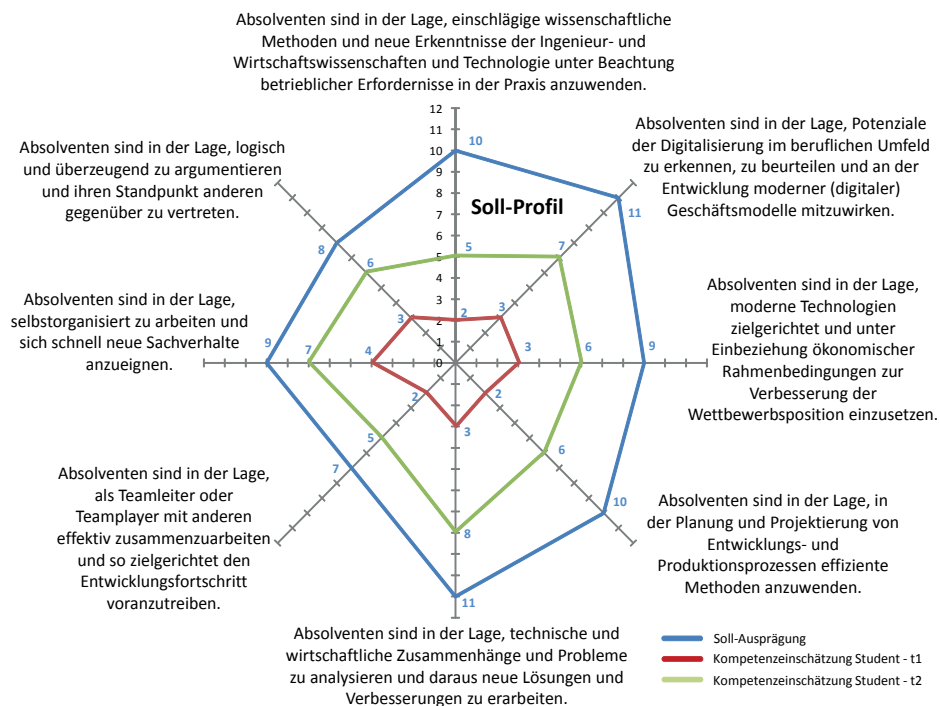 Absolventen sind in der Lage, einschlägige wissenschaftliche
Methoden und neue Erkenntnisse der Ingenieur- und
Wirtschaftswissenschaften und Technologie unter Beachtung
betrieblicher Erfordernisse in der Praxis anzuwenden.
Absolventen sind in der Lage, Potenziale
der Digitalisierung im beruflichen Umfeld
zu erkennen, zu beurteilen und an der
Entwicklung moderner (digitaler)
Geschäftsmodelle mitzuwirken.
Absolventen sind in der Lage,
moderne Technologien
zielgerichtet und unter
Einbeziehung ökonomischer
Rahmenbedingungen zur
Verbesserung der
Wettbewerbsposition einzusetzen.
Absolventen sind in der Lage, in
der Planung und Projektierung von
Entwicklungs- und
Produktionsprozessen effiziente
Methoden anzuwenden.
Absolventen sind in der Lage, technische und
wirtschaftliche Zusammenhänge und Probleme
zu analysieren und daraus neue Lösungen und
Verbesserungen zu erarbeiten.
Absolventen sind in der Lage,
als Teamleiter oder
Teamplayer mit anderen
effektiv zusammenzuarbeiten
und so zielgerichtet den
Entwicklungsfortschritt
voranzutreiben.
Absolventen sind in der Lage,
selbstorganisiert zu arbeiten und
sich schnell neue Sachverhalte
anzueignen.
Absolventen sind in der Lage, logisch
und überzeugend zu argumentieren
und ihren Standpunkt anderen
gegenüber zu vertreten.
Soll-Profil
12
11
10
9
8
7
6
5
4
3
2
1
0
10
11
9
10
11
7
9
8
5
7
6
6
8
5
7
6
2
3
3
2
3
2
4
3
Soll-Ausprägung
Kompetenzeinschätzung Student - t1
Kompetenzeinschätzung Student - t2